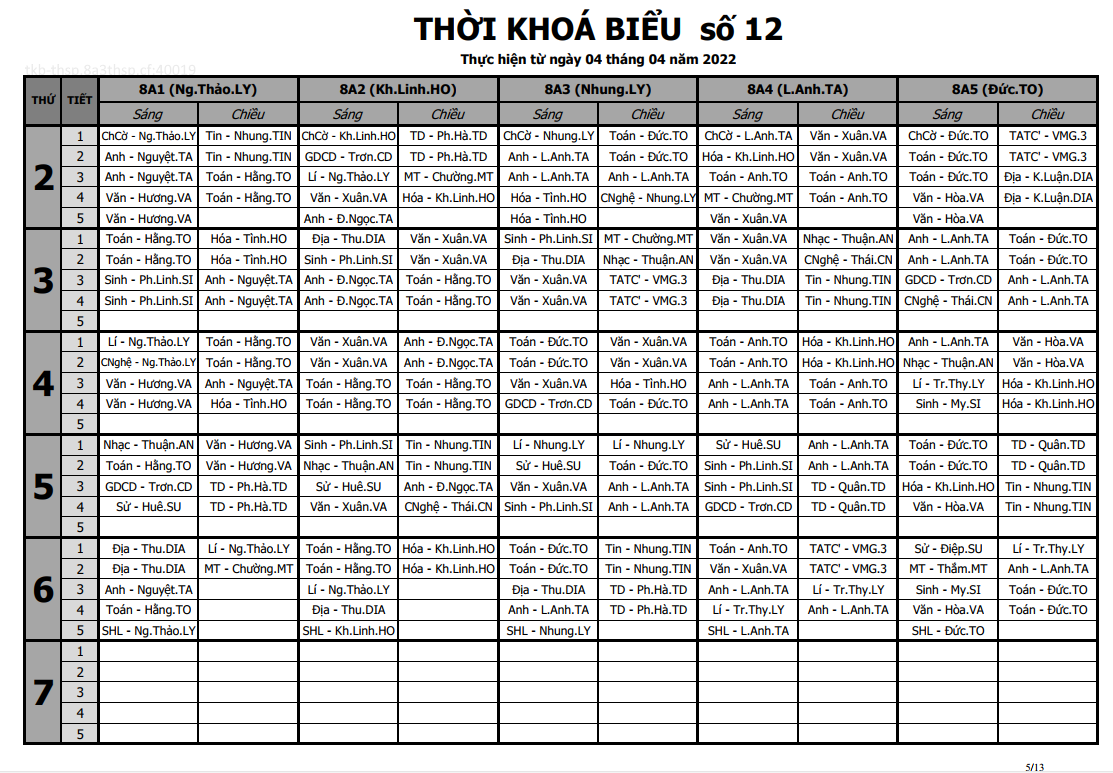 THỜI KHOÁ BIỂU số 12
Thực hiện từ ngày 04 tháng 04 năm 2022
tkb-thsp.8a3thsp.cf:40019
THỨ TIẾT 8A1 (Ng.Thảo.LY) 8A2 (Kh.Linh.HO) 8A3 (Nhung.LY) 8A4 (L.Anh.TA) 8A5 (Đức.TO)
Sáng Chiều Sáng Chiều Sáng Chiều Sáng Chiều Sáng Chiều
2
1 ChCờ - Ng.Thảo.LY Tin - Nhung.TIN ChCờ - Kh.Linh.HO TD - Ph.Hà.TD ChCờ - Nhung.LY Toán - Đức.TO ChCờ - L.Anh.TA Văn - Xuân.VA ChCờ - Đức.TO TATC' - VMG.3
2 Anh - Nguyệt.TA Tin - Nhung.TIN GDCD - Trơn.CD TD - Ph.Hà.TD Anh - L.Anh.TA Toán - Đức.TO Hóa - Kh.Linh.HO Văn - Xuân.VA Toán - Đức.TO TATC' - VMG.3
3 Anh - Nguyệt.TA Toán - Hằng.TO Lí - Ng.Thảo.LY MT - Chường.MT Anh - L.Anh.TA Anh - L.Anh.TA Toán - Anh.TO Toán - Anh.TO Toán - Đức.TO Địa - K.Luận.DIA
4 Văn - Hương.VA Toán - Hằng.TO Văn - Xuân.VA Hóa - Kh.Linh.HO Hóa - Tình.HO CNghệ - Nhung.LY MT - Chường.MT Toán - Anh.TO Văn - Hòa.VA Địa - K.Luận.DIA
5 Văn - Hương.VA Anh - Đ.Ngọc.TA Hóa - Tình.HO Văn - Xuân.VA Văn - Hòa.VA
3
1 Toán - Hằng.TO Hóa - Tình.HO Địa - Thu.DIA Văn - Xuân.VA Sinh - Ph.Linh.SI MT - Chường.MT Văn - Xuân.VA Nhạc - Thuận.AN Anh - L.Anh.TA Toán - Đức.TO
2 Toán - Hằng.TO Hóa - Tình.HO Sinh - Ph.Linh.SI Văn - Xuân.VA Địa - Thu.DIA Nhạc - Thuận.AN Văn - Xuân.VA CNghệ - Thái.CN Anh - L.Anh.TA Toán - Đức.TO
3 Sinh - Ph.Linh.SI Anh - Nguyệt.TA Anh - Đ.Ngọc.TA Toán - Hằng.TO Văn - Xuân.VA TATC' - VMG.3 Địa - Thu.DIA Tin - Nhung.TIN GDCD - Trơn.CD Anh - L.Anh.TA
4 Sinh - Ph.Linh.SI Anh - Nguyệt.TA Anh - Đ.Ngọc.TA Toán - Hằng.TO Văn - Xuân.VA TATC' - VMG.3 Địa - Thu.DIA Tin - Nhung.TIN CNghệ - Thái.CN Anh - L.Anh.TA
5
4
1 Lí - Ng.Thảo.LY Toán - Hằng.TO Văn - Xuân.VA Anh - Đ.Ngọc.TA Toán - Đức.TO Văn - Xuân.VA Toán - Anh.TO Hóa - Kh.Linh.HO Anh - L.Anh.TA Văn - Hòa.VA
2 CNghệ - Ng.Thảo.LY Toán - Hằng.TO Văn - Xuân.VA Anh - Đ.Ngọc.TA Toán - Đức.TO Văn - Xuân.VA Toán - Anh.TO Hóa - Kh.Linh.HO Nhạc - Thuận.AN Văn - Hòa.VA
3 Văn - Hương.VA Anh - Nguyệt.TA Toán - Hằng.TO Toán - Hằng.TO Văn - Xuân.VA Hóa - Tình.HO Anh - L.Anh.TA Toán - Anh.TO Lí - Tr.Thy.LY Hóa - Kh.Linh.HO
4 Văn - Hương.VA Hóa - Tình.HO Toán - Hằng.TO Toán - Hằng.TO GDCD - Trơn.CD Toán - Đức.TO Anh - L.Anh.TA Toán - Anh.TO Sinh - My.SI Hóa - Kh.Linh.HO
5
5
1 Nhạc - Thuận.AN Văn - Hương.VA Sinh - Ph.Linh.SI Tin - Nhung.TIN Lí - Nhung.LY Lí - Nhung.LY Sử - Huê.SU Anh - L.Anh.TA Toán - Đức.TO TD - Quân.TD
2 Toán - Hằng.TO Văn - Hương.VA Nhạc - Thuận.AN Tin - Nhung.TIN Sử - Huê.SU Toán - Đức.TO Sinh - Ph.Linh.SI Anh - L.Anh.TA Toán - Đức.TO TD - Quân.TD
3 GDCD - Trơn.CD TD - Ph.Hà.TD Sử - Huê.SU Anh - Đ.Ngọc.TA Văn - Xuân.VA Anh - L.Anh.TA Sinh - Ph.Linh.SI TD - Quân.TD Hóa - Kh.Linh.HO Tin - Nhung.TIN
4 Sử - Huê.SU TD - Ph.Hà.TD Văn - Xuân.VA CNghệ - Thái.CN Sinh - Ph.Linh.SI Anh - L.Anh.TA GDCD - Trơn.CD TD - Quân.TD Văn - Hòa.VA Tin - Nhung.TIN
5
6
1 Địa - Thu.DIA Lí - Ng.Thảo.LY Toán - Hằng.TO Hóa - Kh.Linh.HO Toán - Đức.TO Tin - Nhung.TIN Toán - Anh.TO TATC' - VMG.3 Sử - Điệp.SU Lí - Tr.Thy.LY
2 Địa - Thu.DIA MT - Chường.MT Toán - Hằng.TO Hóa - Kh.Linh.HO Toán - Đức.TO Tin - Nhung.TIN Văn - Xuân.VA TATC' - VMG.3 MT - Thắm.MT Anh - L.Anh.TA
3 Anh - Nguyệt.TA Lí - Ng.Thảo.LY Địa - Thu.DIA TD - Ph.Hà.TD Anh - L.Anh.TA Lí - Tr.Thy.LY Sinh - My.SI Toán - Đức.TO
4 Toán - Hằng.TO Địa - Thu.DIA Anh - L.Anh.TA TD - Ph.Hà.TD Lí - Tr.Thy.LY Anh - L.Anh.TA Văn - Hòa.VA Toán - Đức.TO
5 SHL - Ng.Thảo.LY SHL - Kh.Linh.HO SHL - Nhung.LY SHL - L.Anh.TA SHL - Đức.TO
7
1
2
3
4
5
5/13